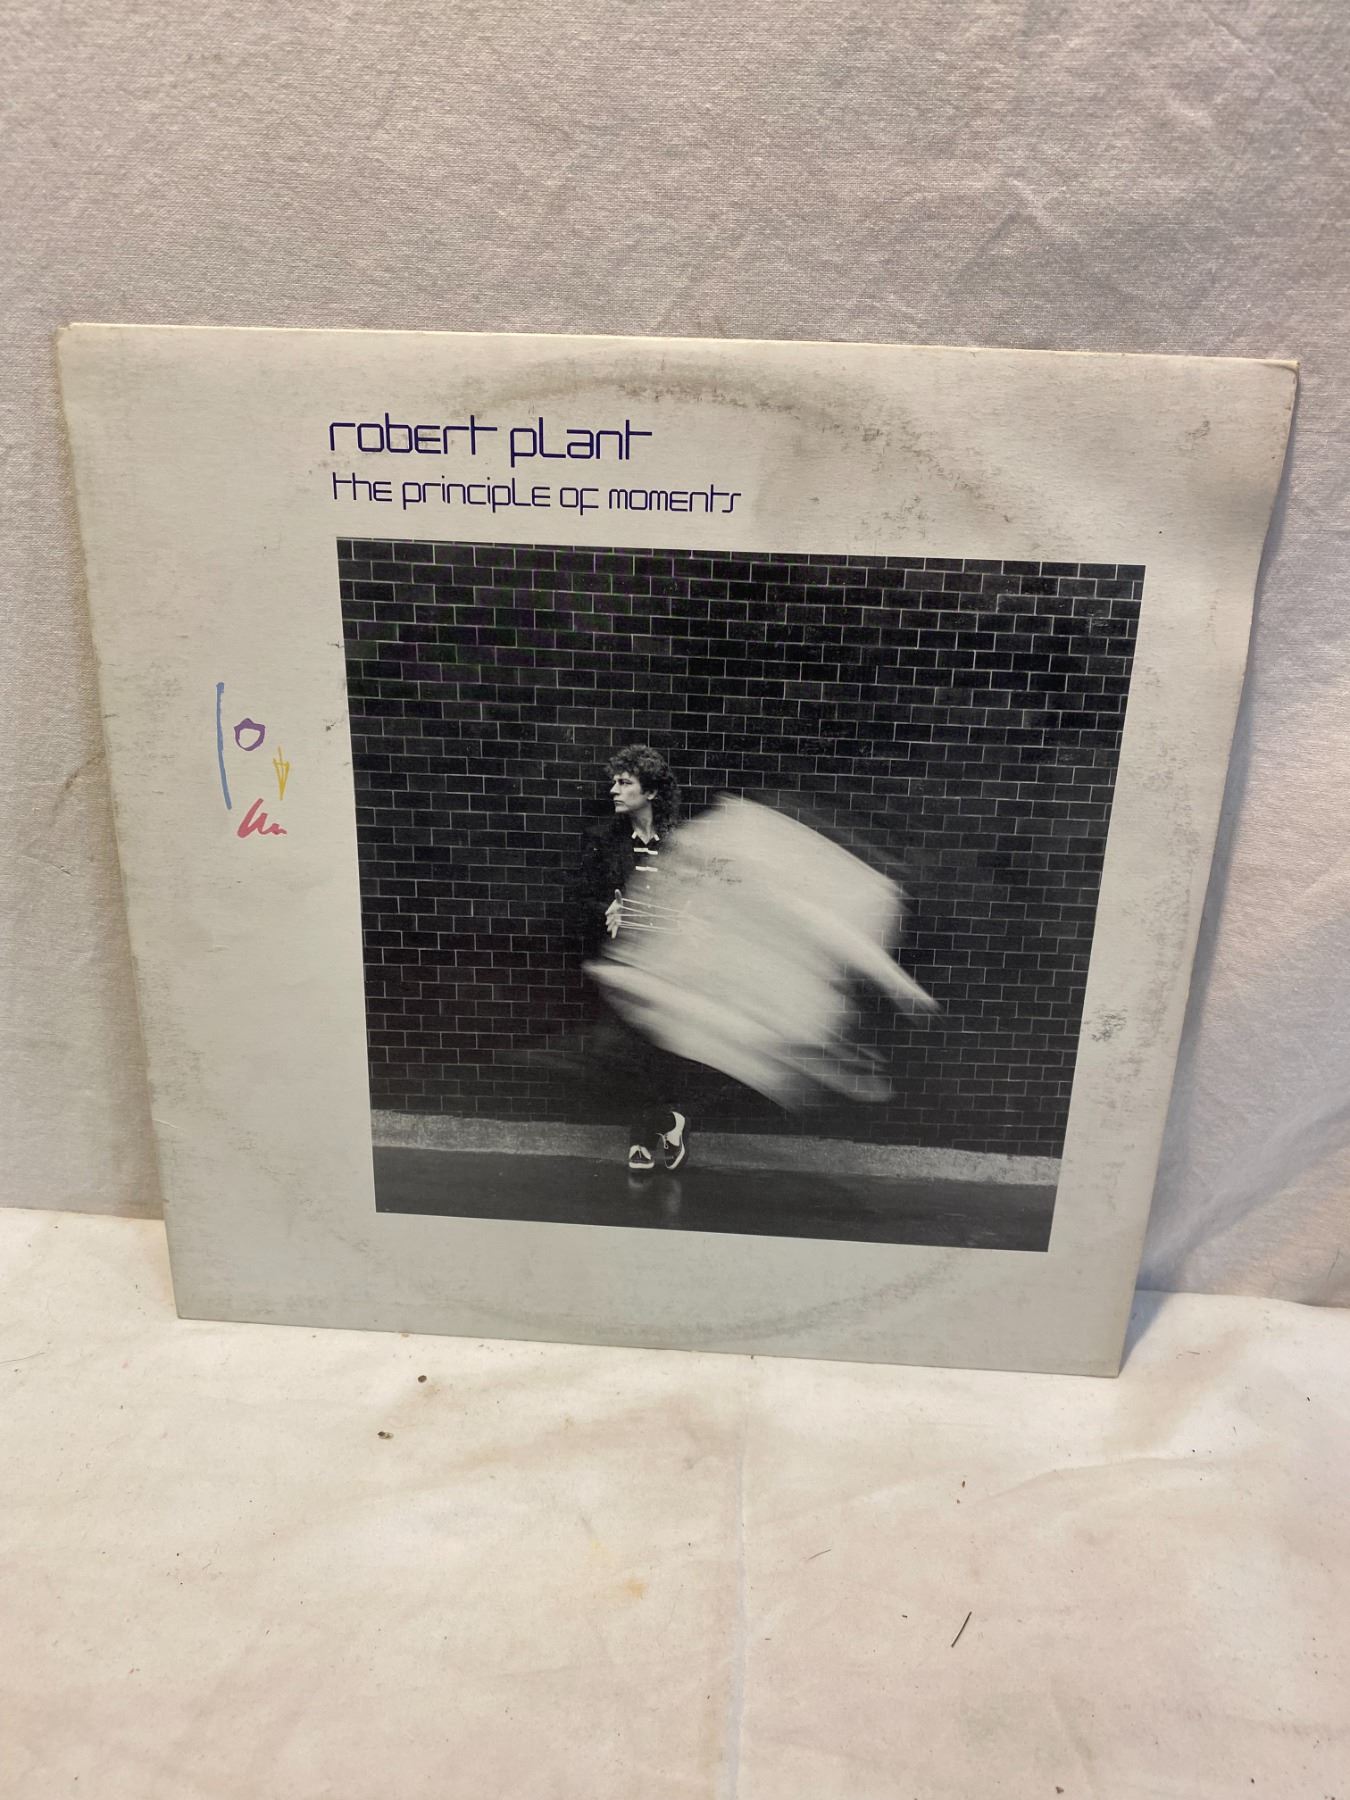 robert plant
the principle of moments